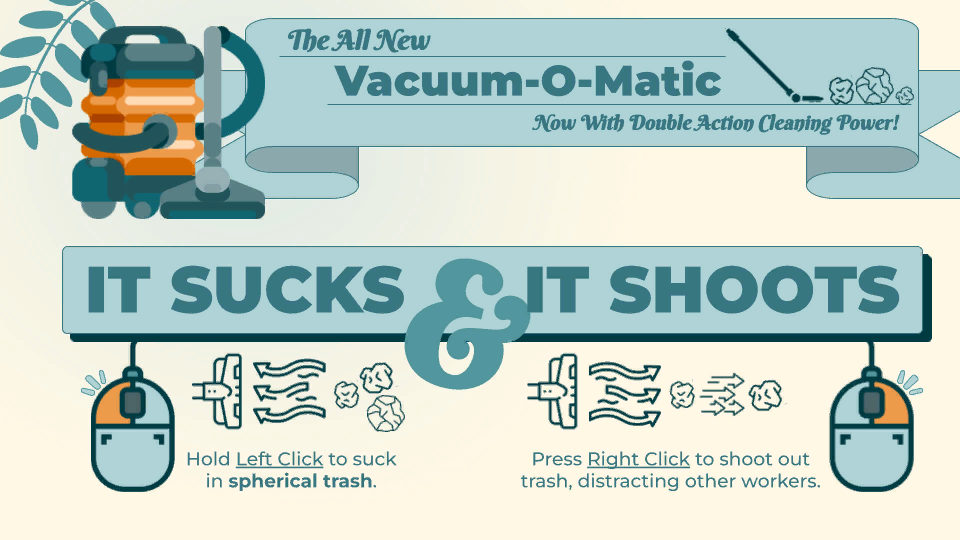 The All New
Vacuum-O-Matic
Now With Double Action Cleaning Power!
IT SUCKS & IT SHOOTS
Hold Left Click to suck
in spherical trash.
Press Right Click to shoot out
trash, distracting other workers.